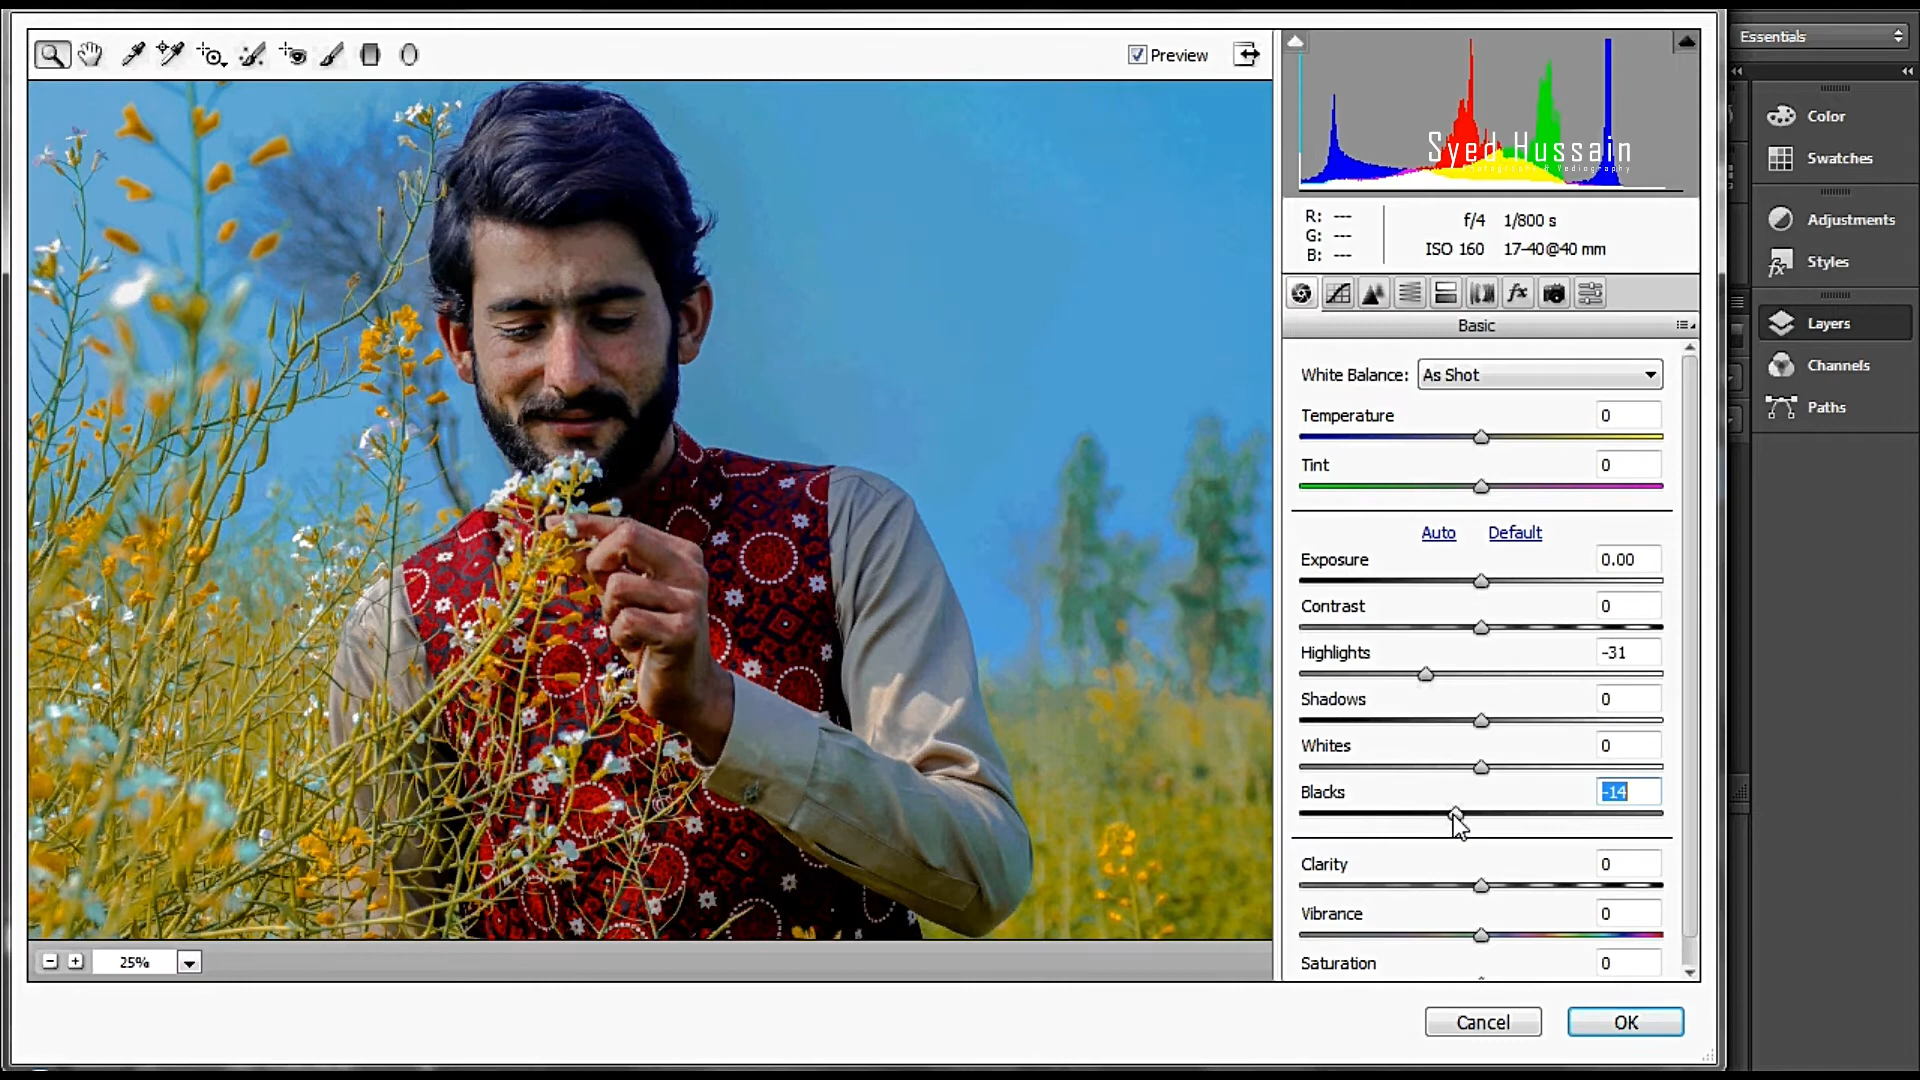 Preview
Essentials
Syed Hussain
Photography & Vediography
R: ---
G: ---
B: ---
f/4 1/800 s
ISO 160 17-40@40 mm
Basic
White Balance: As Shot
Temperature 0
Tint 0
Auto Default
Exposure 0.00
Contrast 0
Highlights -31
Shadows 0
Whites 0
Blacks -14
Clarity 0
Vibrance 0
Saturation 0
25%
Cancel OK
Color
Swatches
Adjustments
Styles
Layers
Channels
Paths